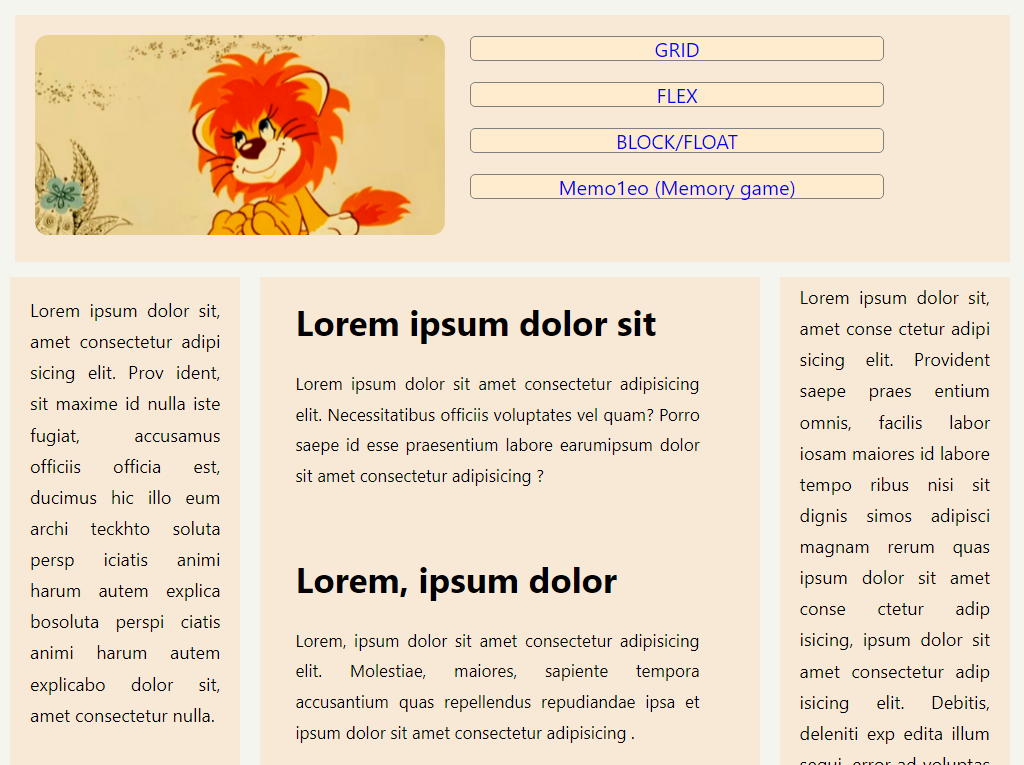 GRID
FLEX
BLOCK/FLOAT
Memo1eo (Memory game)
Lorem ipsum dolor sit,
amet consectetur adipi
sicing elit. Prov ident,
sit maxime id nulla iste
fugiat, accusamus
officiis officia est,
ducimus hic illo eum
archi teckhto soluta
persp iciatis animi
harum autem explica
bosoluta perspi ciatis
animi harum autem
explicabo dolor sit,
amet consectetur nulla.
Lorem ipsum dolor sit
Lorem ipsum dolor sit amet consectetur adipisicing
elit. Necessitatibus officiis voluptates vel quam? Porro
saepe id esse praesentium labore earumipsum dolor
sit amet consectetur adipisicing ?
Lorem, ipsum dolor
Lorem, ipsum dolor sit amet consectetur adipisicing
elit. Molestiae, maiores, sapiente tempora
accusantium quas repellendus repudiandae ipsa et
ipsum dolor sit amet consectetur adipisicing .
Lorem ipsum dolor sit,
amet conse ctetur adipi
sicing elit. Provident
saepe praes entium
omnis, facilis labor
iosam maiores id labore
tempo ribus nisi sit
dignis simos adipisci
magnam rerum quas
ipsum dolor sit amet
conse ctetur adip
isicing, ipsum dolor sit
amet consectetur adip
isicing elit. Debitis,
deleniti exp edita illum
sequi, error ad voluptas